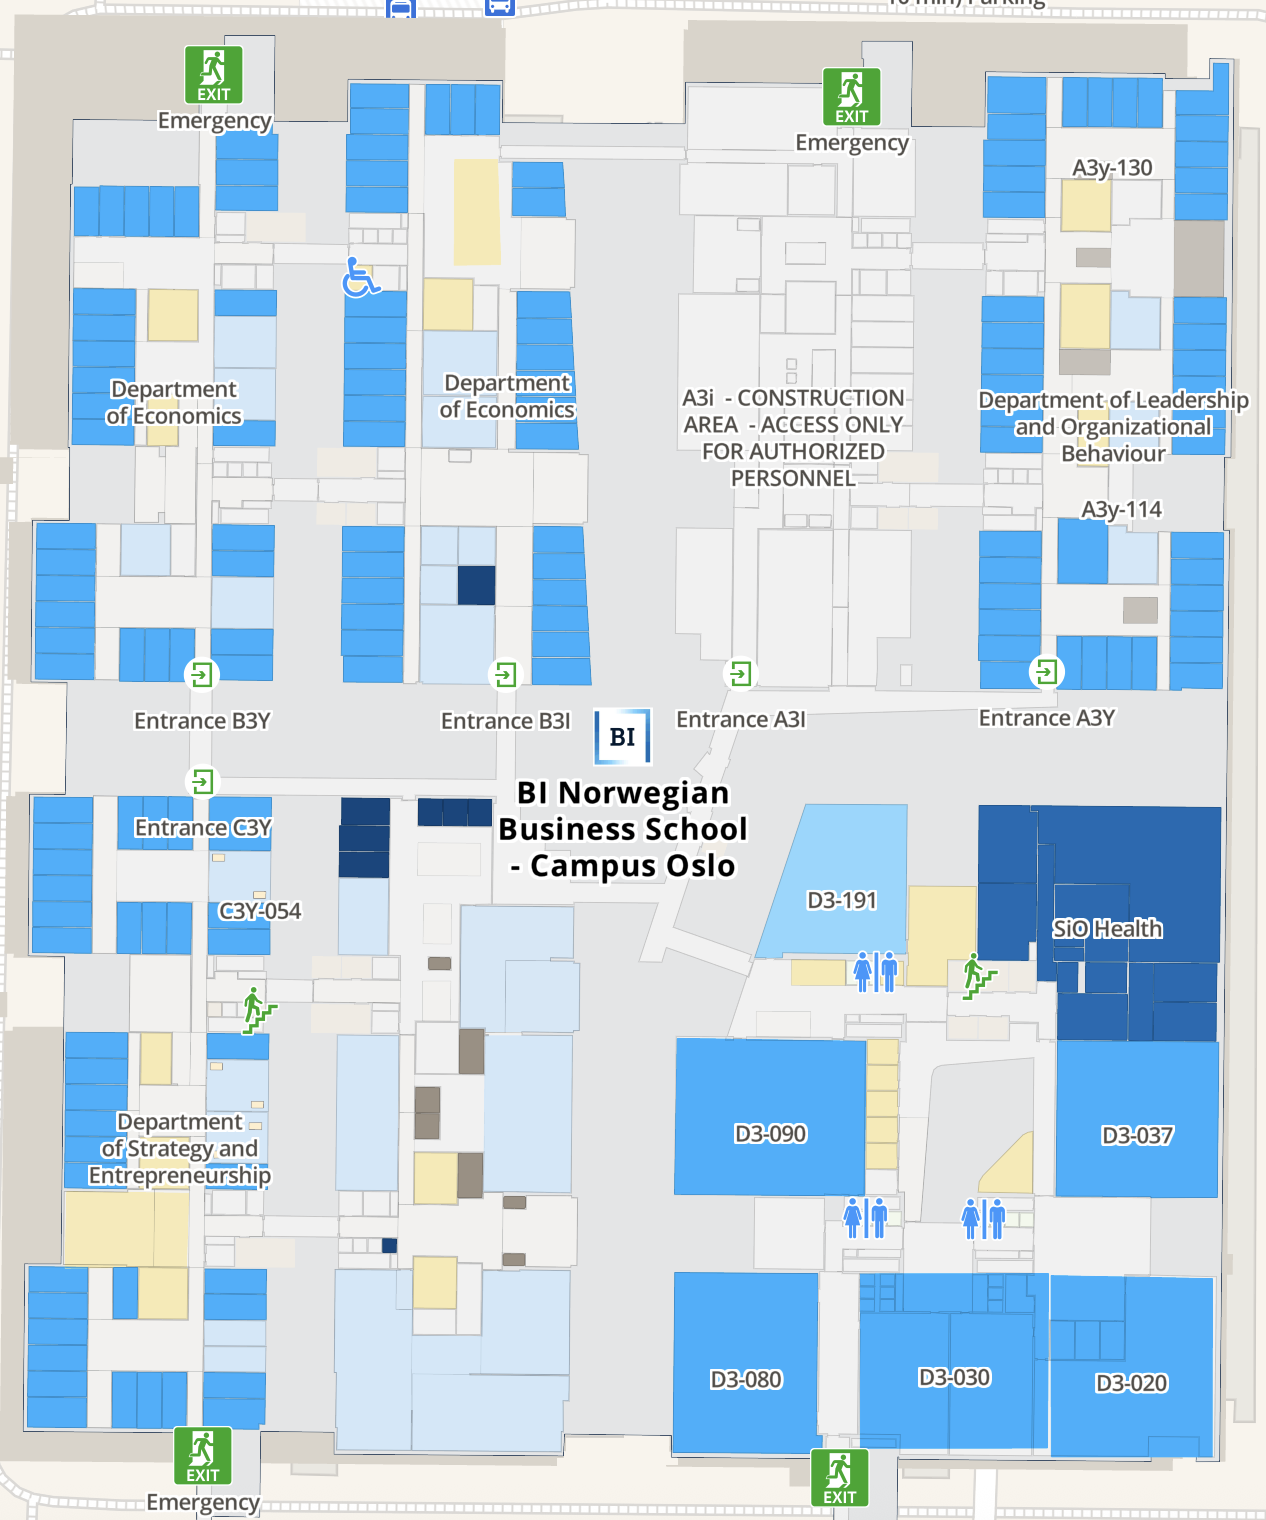 10 min) Parking
EXIT
Emergency
EXIT
Emergency
A3y-130
Department
of Economics
Department
of Economics
A3i - CONSTRUCTION
AREA - ACCESS ONLY
FOR AUTHORIZED
PERSONNEL
Department of Leadership
and Organizational
Behaviour
A3y-114
Entrance B3Y
Entrance B3I
Entrance A3I
Entrance A3Y
BI
BI Norwegian
Business School
- Campus Oslo
Entrance C3Y
C3Y-054
D3-191
SiO Health
Department
of Strategy and
Entrepreneurship
D3-090
D3-037
D3-080
D3-030
D3-020
EXIT
Emergency
EXIT